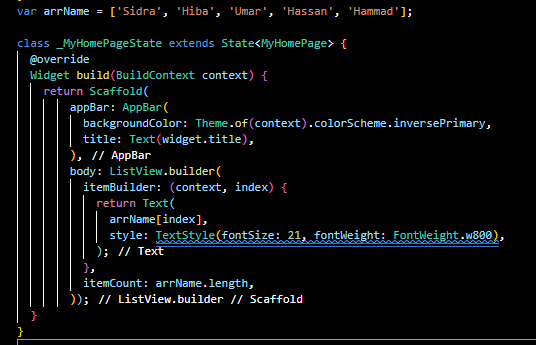 var arrName = ['Sidra', 'Hiba', 'Umar', 'Hassan', 'Hammad'];
class _MyHomePageState extends State<MyHomePage> {
  @override
  Widget build(BuildContext context) {
    return Scaffold(
        appBar: AppBar(
          backgroundColor: Theme.of(context).colorScheme.inversePrimary,
          title: Text(widget.title),
        ), // AppBar
        body: ListView.builder(
          itemBuilder: (context, index) {
            return Text(
              arrName[index],
              style: TextStyle(fontSize: 21, fontWeight: FontWeight.w800),
            ); // Text
          },
          itemCount: arrName.length,
        )); // ListView.builder // Scaffold
  }
}